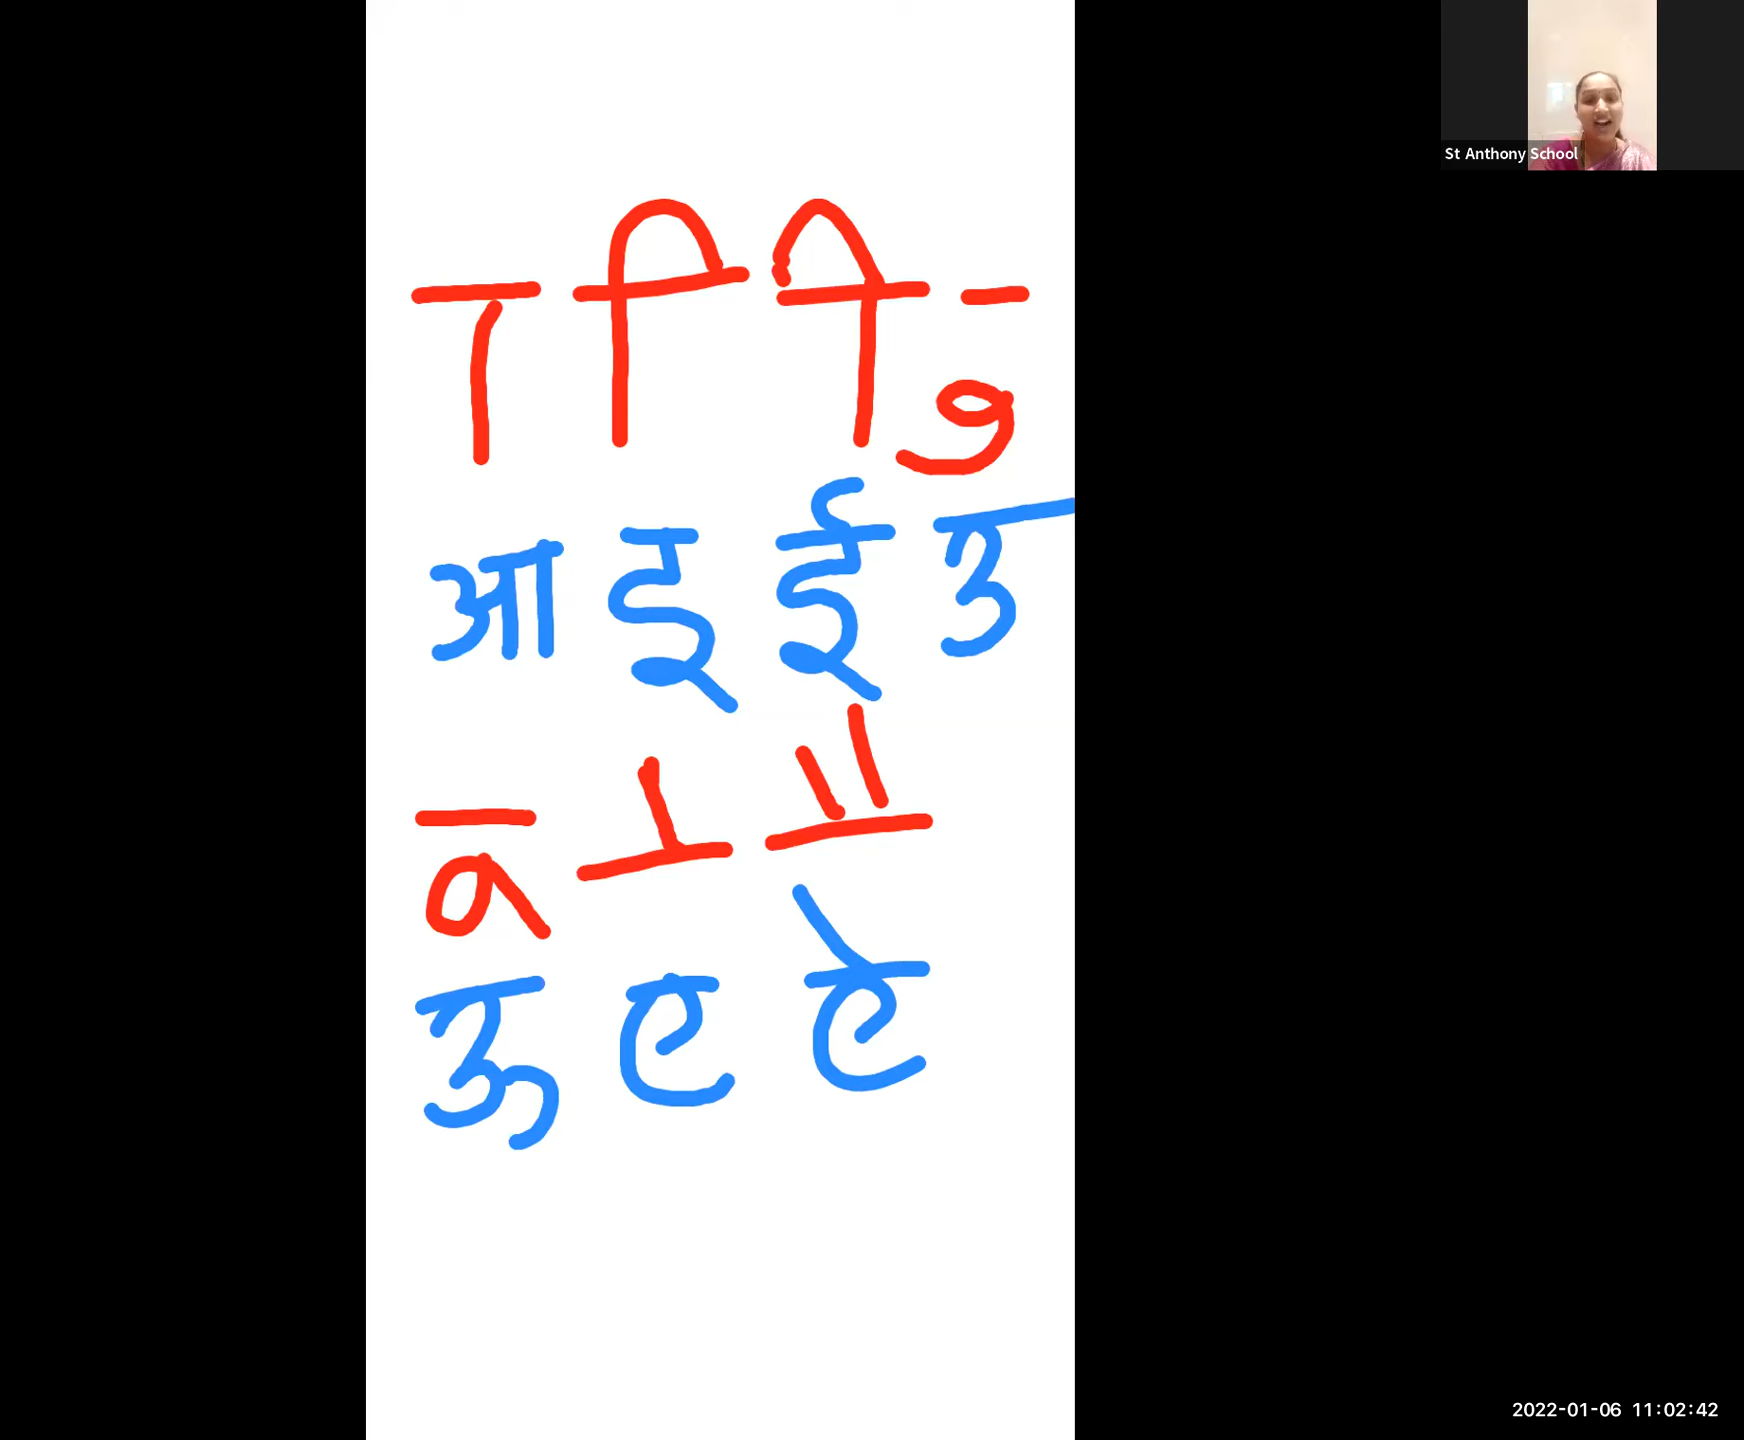 St Anthony School
ा ि ी ु
आ इ ई उ
ू े ै
ऊ ए ऐ
2022-01-06 11:02:42